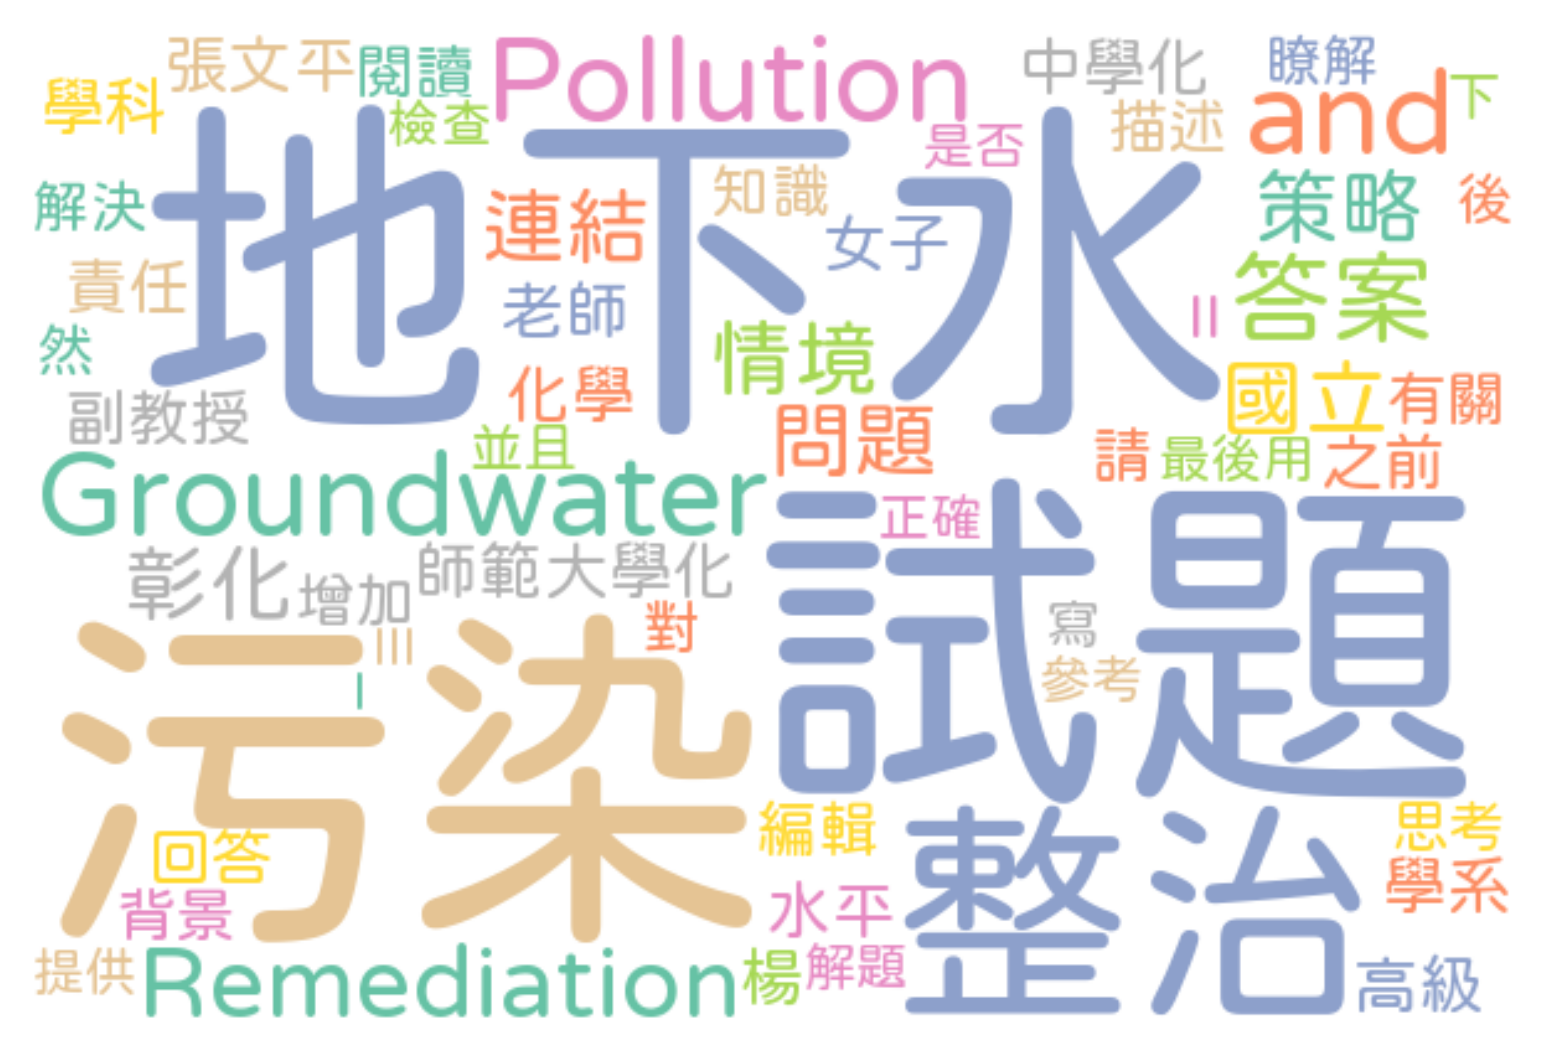 張文平
閱讀
Pollution
中學化
瞭解
學科
檢查
and
下
是否
描述
地下水
知識
解決
連結
女子
策略
後
責任
老師
II
答案
然
情境
副教授
化學
問題
國立
有關
並且
請
最後用
之前
Groundwater
正確
試題
彰化
增加
師範大學化
對
寫
III
參考
I
污染
回答
編輯
整治
思考
背景
水平
學系
提供
Remediation
楊
解題
高級